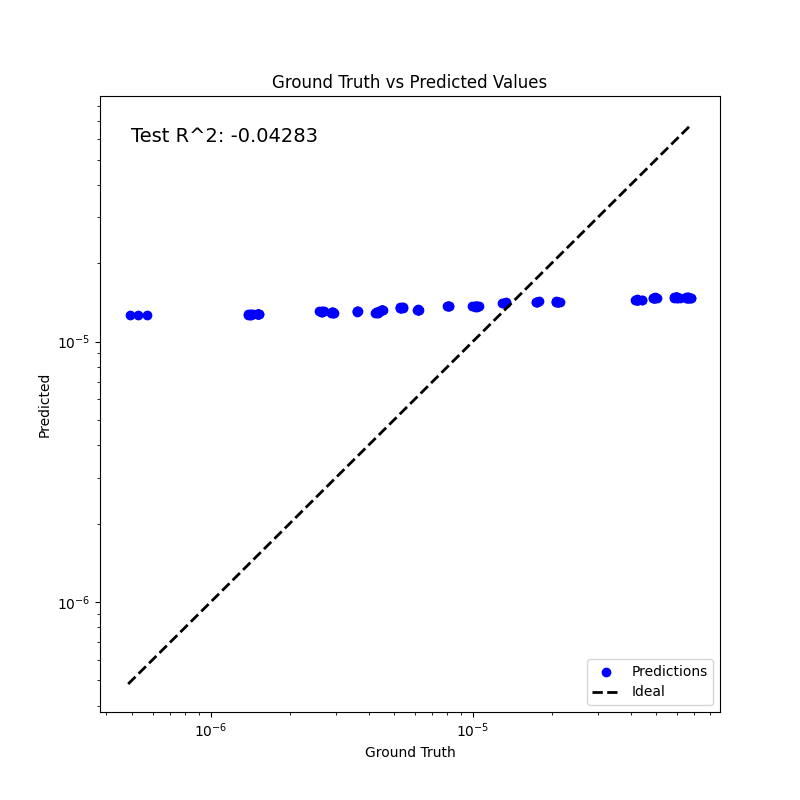 Ground Truth vs Predicted Values
Test R^2: -0.04283
Predicted
10⁻⁵
10⁻⁶
10⁻⁶
10⁻⁵
Ground Truth
Predictions
Ideal